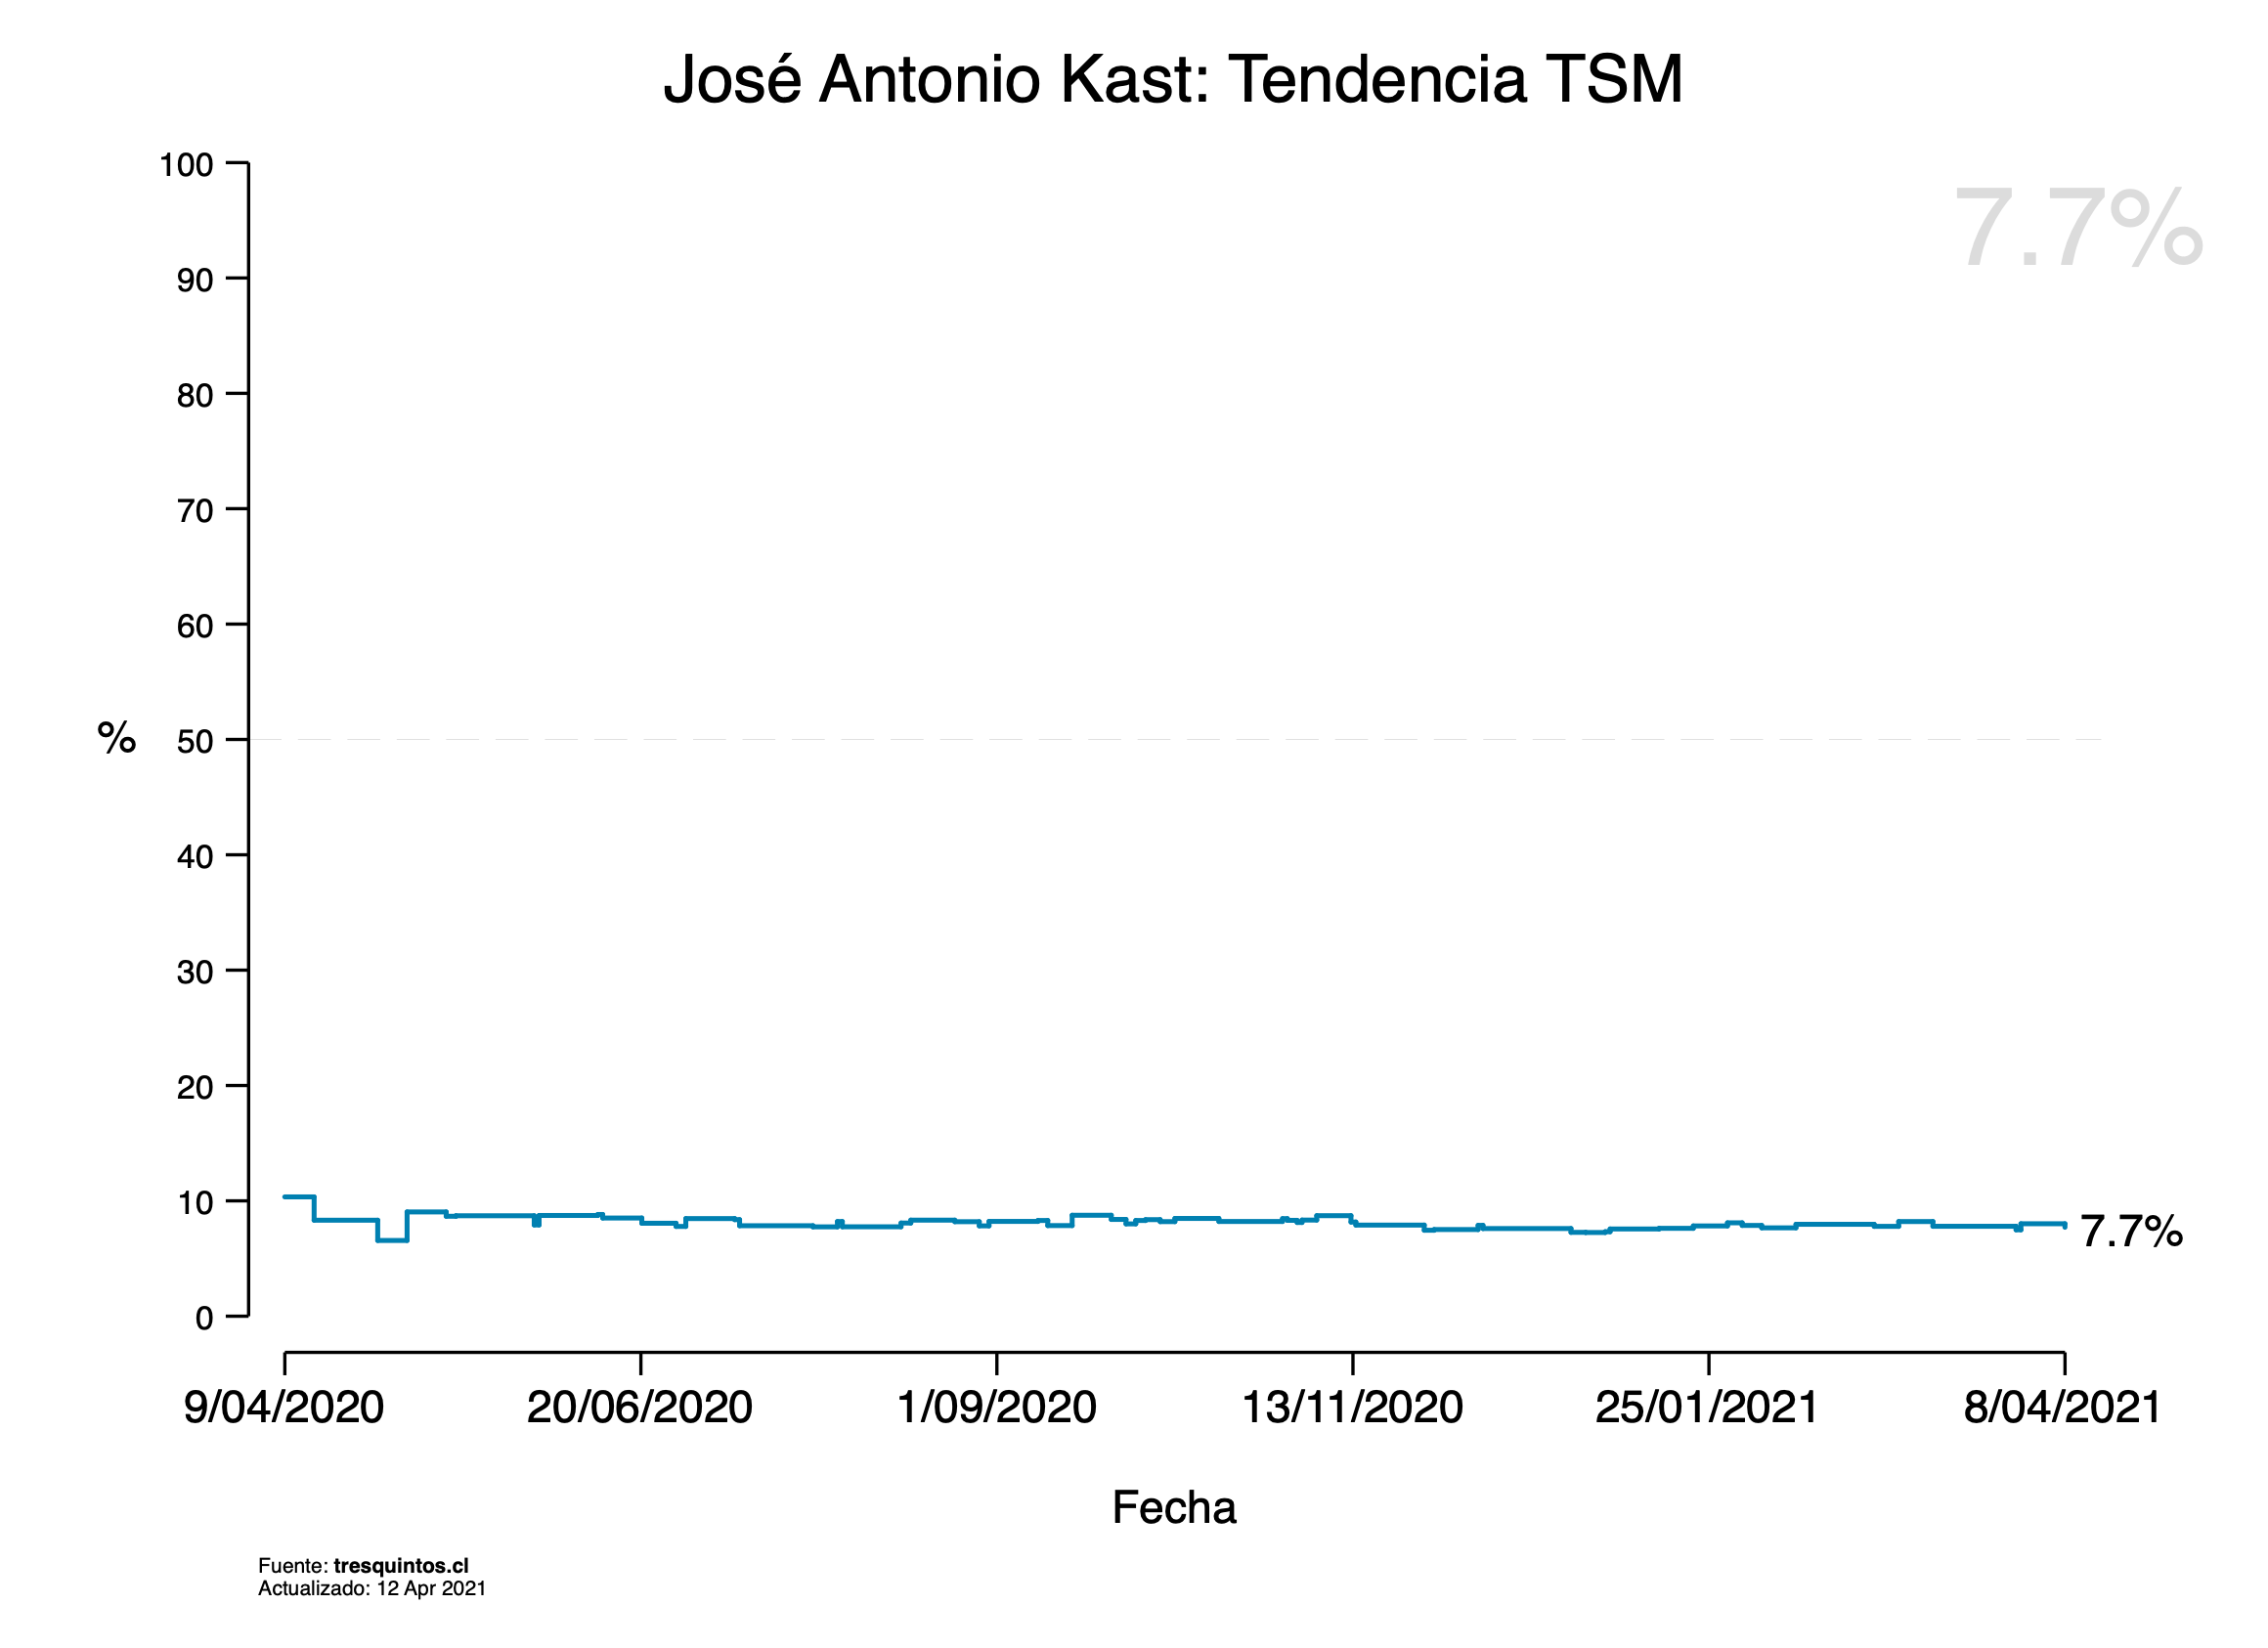 José Antonio Kast: Tendencia TSM
7.7%
100
90
80
70
60
50
40
30
20
10
0
%
7.7%
9/04/2020 20/06/2020 1/09/2020 13/11/2020 25/01/2021 8/04/2021
Fecha
Fuente: tresquintos.cl
Actualizado: 12 Apr 2021